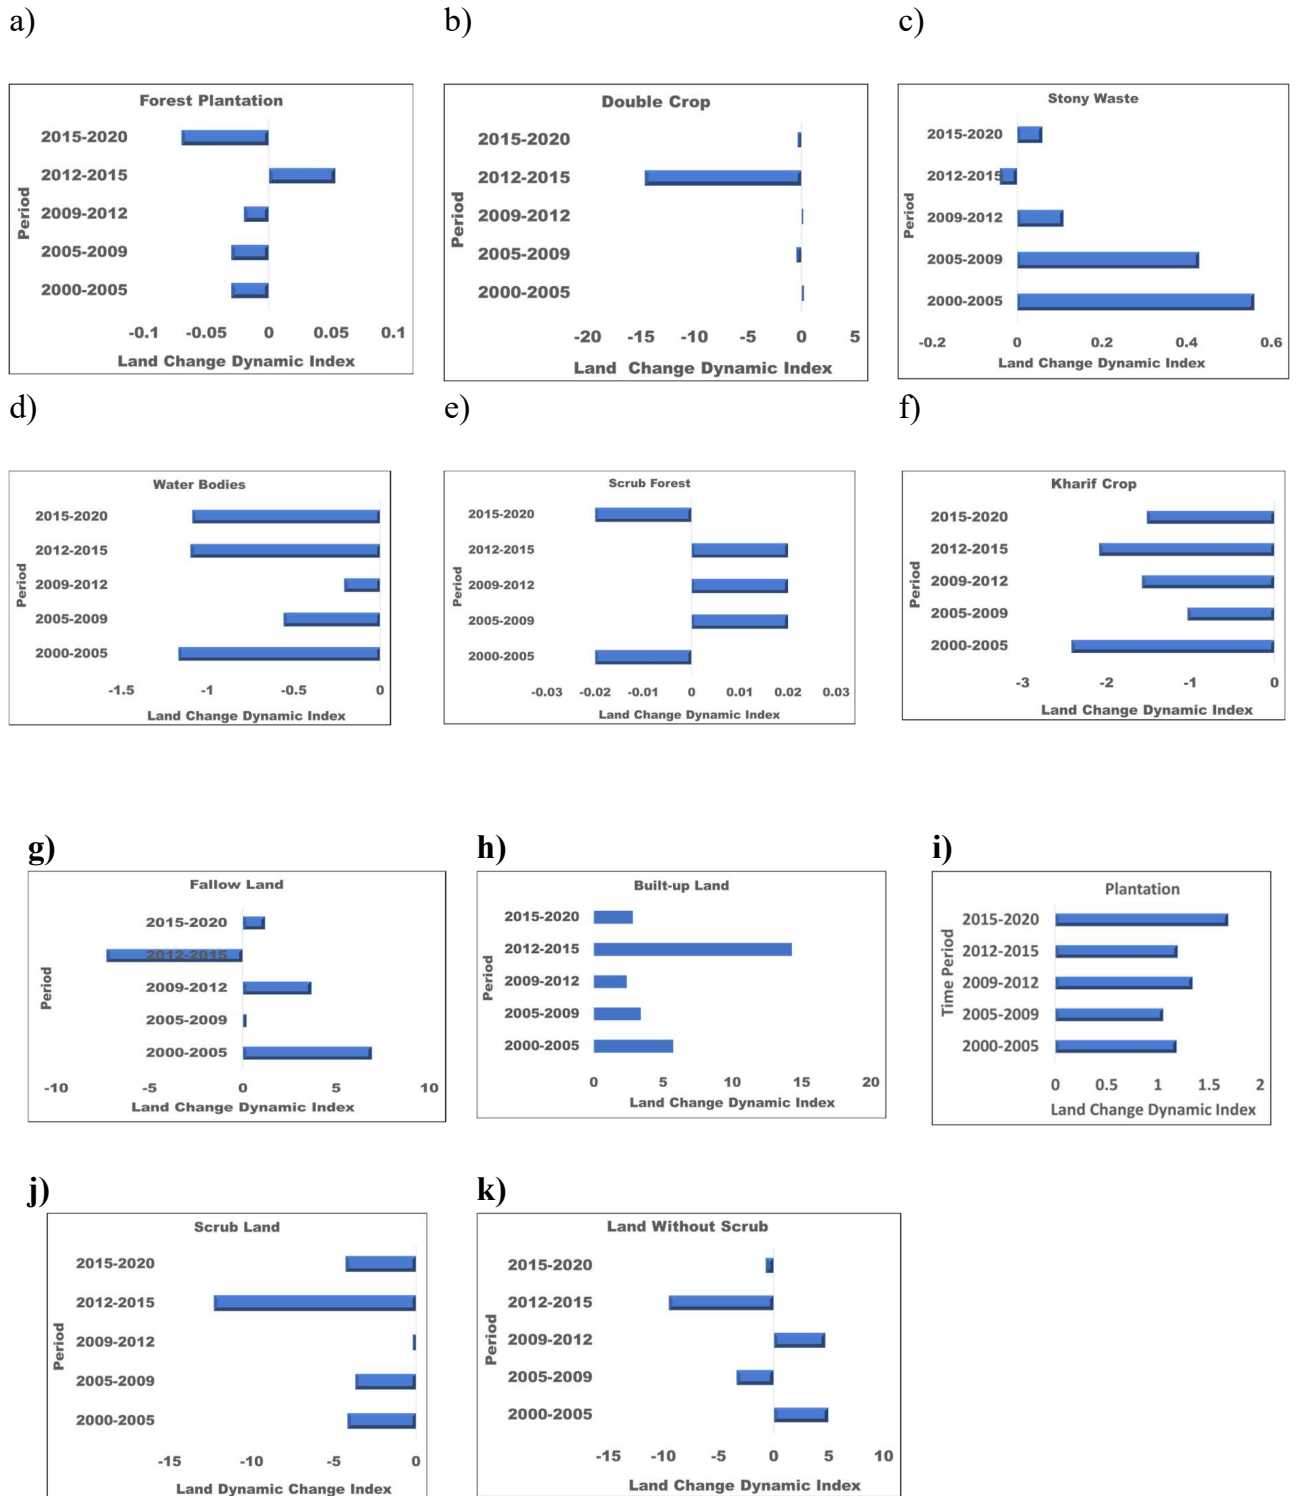 a)
b)
c)
Forest Plantation
2015-2020
2012-2015
2009-2012
2005-2009
2000-2005
Period
-0.1 -0.05 0 0.05 0.1
Land Change Dynamic Index
Double Crop
2015-2020
2012-2015
2009-2012
2005-2009
2000-2005
Period
-20 -15 -10 -5 0 5
Land Change Dynamic Index
Stony Waste
2015-2020
2012-2015
2009-2012
2005-2009
2000-2005
Period
-0.2 0 0.2 0.4 0.6
Land Change Dynamic Index
d)
e)
f)
Water Bodies
2015-2020
2012-2015
2009-2012
2005-2009
2000-2005
Period
-1.5 -1 -0.5 0
Land Change Dynamic Index
Scrub Forest
2015-2020
2012-2015
2009-2012
2005-2009
2000-2005
Period
-0.03 -0.02 -0.01 0 0.01 0.02 0.03
Land Change Dynamic Index
Kharif Crop
2015-2020
2012-2015
2009-2012
2005-2009
2000-2005
Period
-3 -2 -1 0
Land Change Dynamic Index
g)
h)
i)
Fallow Land
2015-2020
2012-2015
2009-2012
2005-2009
2000-2005
Period
-10 -5 0 5 10
Land Change Dynamic Index
Built-up Land
2015-2020
2012-2015
2009-2012
2005-2009
2000-2005
Period
0 5 10 15 20
Land Change Dynamic Index
Plantation
2015-2020
2012-2015
2009-2012
2005-2009
2000-2005
Time Period
0 0.5 1 1.5 2
Land Change Dynamic Index
j)
k)
Scrub Land
2015-2020
2012-2015
2009-2012
2005-2009
2000-2005
Period
-15 -10 -5 0
Land Dynamic Change Index
Land Without Scrub
2015-2020
2012-2015
2009-2012
2005-2009
2000-2005
Period
-15 -10 -5 0 5 10
Land Change Dynamic Index